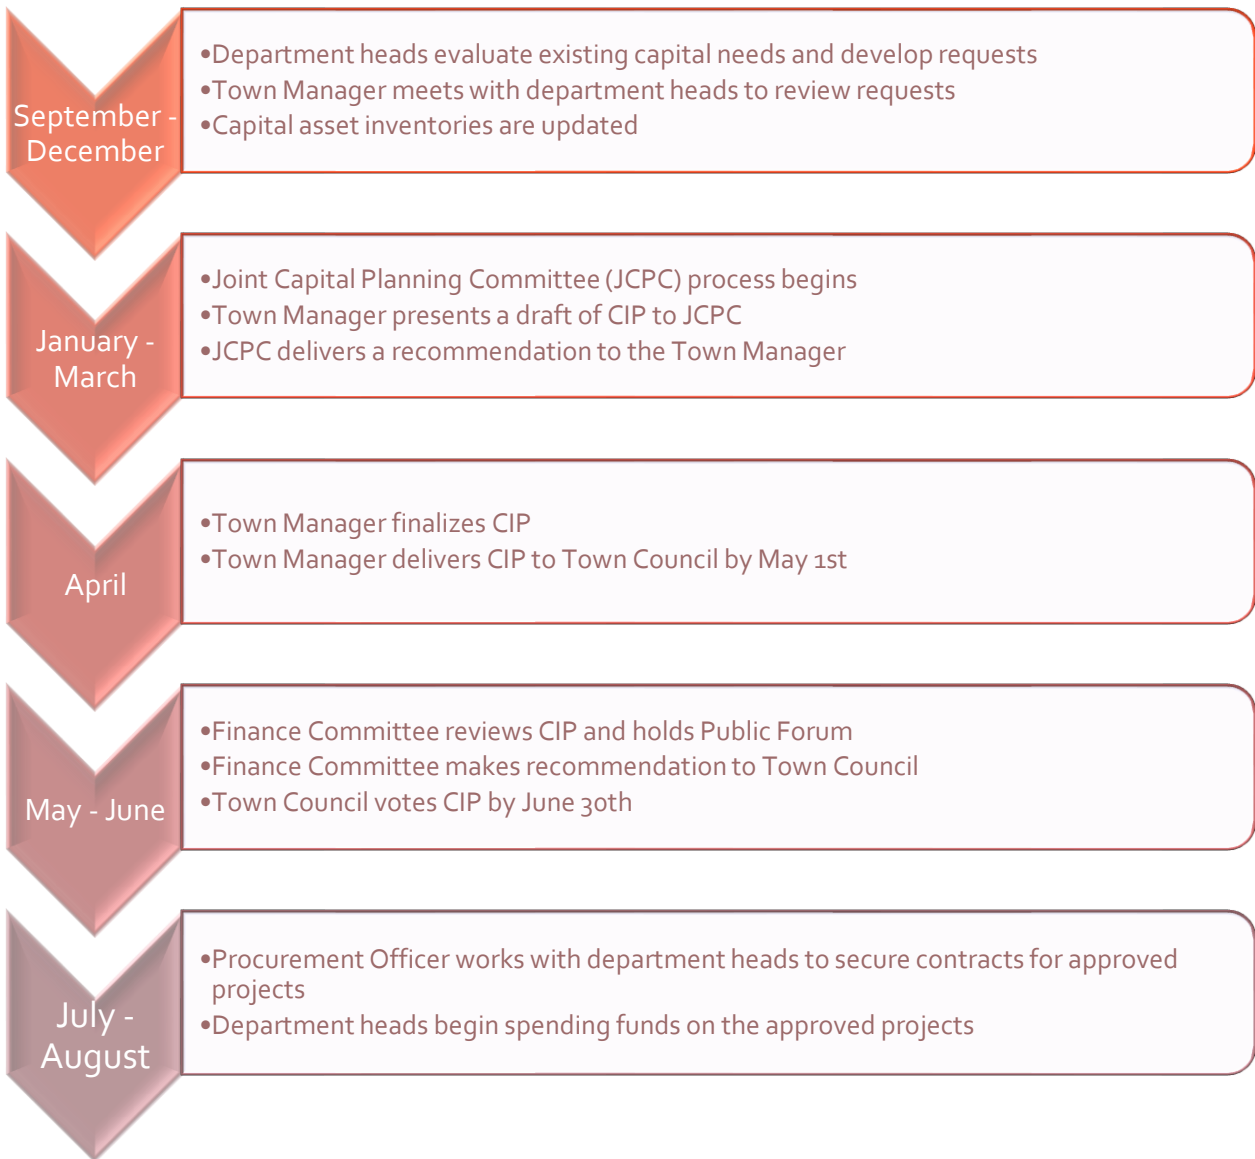 September -
December
•Department heads evaluate existing capital needs and develop requests
•Town Manager meets with department heads to review requests
•Capital asset inventories are updated
January -
March
•Joint Capital Planning Committee (JCPC) process begins
•Town Manager presents a draft of CIP to JCPC
•JCPC delivers a recommendation to the Town Manager
April
•Town Manager finalizes CIP
•Town Manager delivers CIP to Town Council by May 1st
May - June
•Finance Committee reviews CIP and holds Public Forum
•Finance Committee makes recommendation to Town Council
•Town Council votes CIP by June 30th
July -
August
•Procurement Officer works with department heads to secure contracts for approved
projects
•Department heads begin spending funds on the approved projects